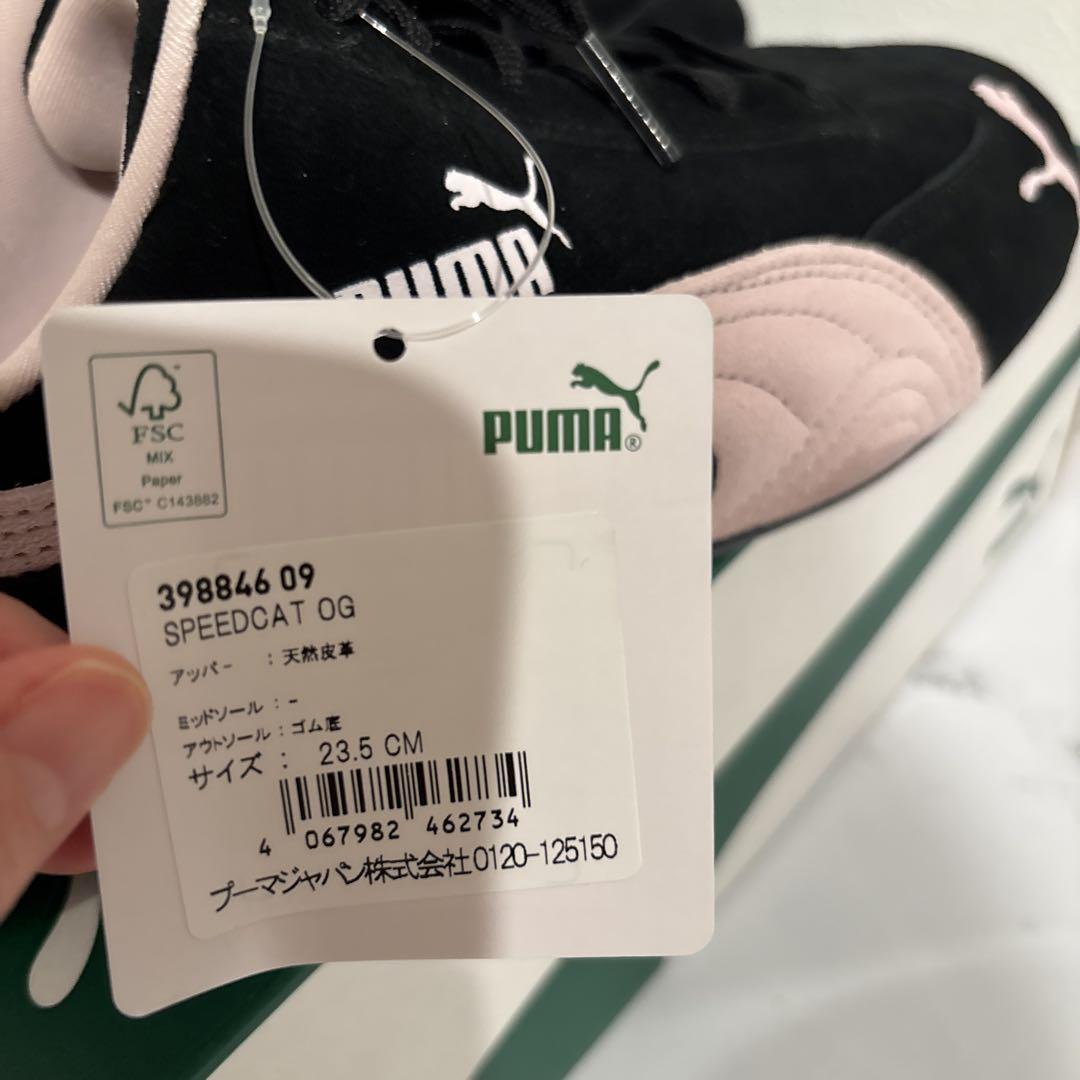 PUMA
FSC
MIX
Paper
FSC™ C143882
PUMA®
398846 09
SPEEDCAT OG
アッパー : 天然皮革
ミッドソール : -
アウトソール : ゴム底
サイズ : 23.5 CM
4 067982 462734
プーマジャパン株式会社0120-125150